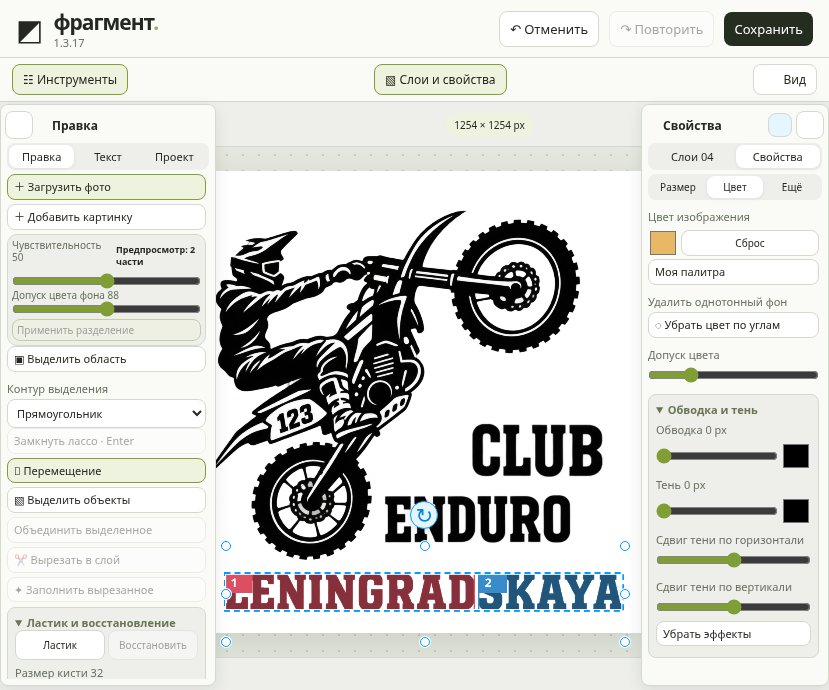 фрагмент.
1.3.17
↶ Отменить
↷ Повторить
Сохранить
☷ Инструменты
▧ Слои и свойства
Вид
Правка
Правка
Текст
Проект
+ Загрузить фото
+ Добавить картинку
Чувствительность 50
Предпросмотр: 2 части
Допуск цвета фона 88
Применить разделение
▣ Выделить область
Контур выделения
Прямоугольник
Замкнуть лассо · Enter
Перемещение
▧ Выделить объекты
Объединить выделенное
✂ Вырезать в слой
✦ Заполнить вырезанное
▼ Ластик и восстановление
Ластик
Восстановить
Размер кисти 32
1254 × 1254 px
123
CLUB
ENDURO
1
2
LENINGRADSKAYA
Свойства
Слои 04
Свойства
Размер
Цвет
Ещё
Цвет изображения
Сброс
Моя палитра
Удалить однотонный фон
○ Убрать цвет по углам
Допуск цвета
▼ Обводка и тень
Обводка 0 px
Тень 0 px
Сдвиг тени по горизонтали
Сдвиг тени по вертикали
Убрать эффекты